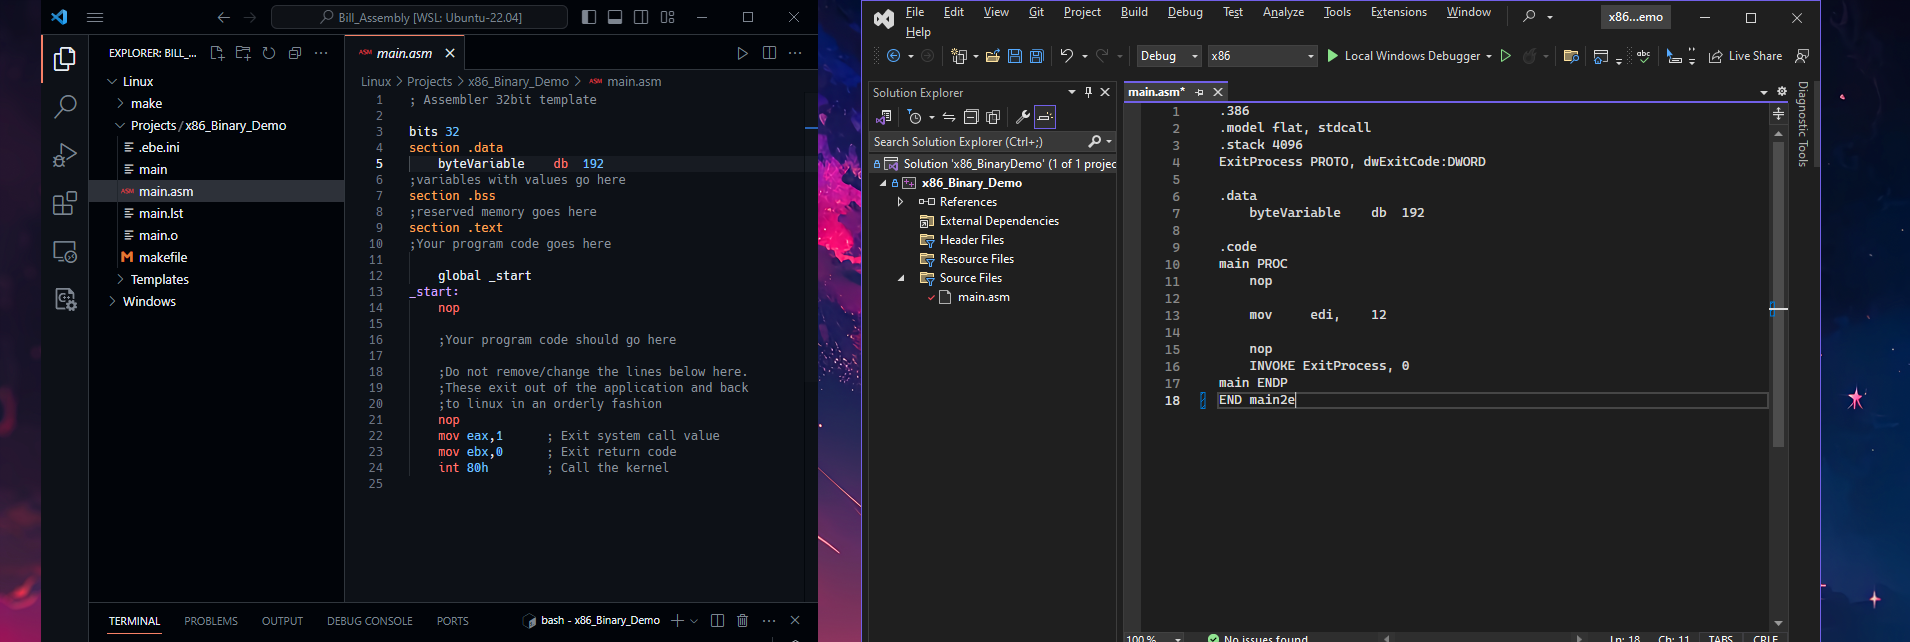 Bill_Assembly [WSL: Ubuntu-22.04]
EXPLORER: BILL_...
Linux
make
Projects / x86_Binary_Demo
.ebe.ini
main
ASM main.asm
main.lst
main.o
M makefile
Templates
Windows
ASM main.asm
Linux > Projects > x86_Binary_Demo > ASM main.asm
1 ; Assembler 32bit template
2
3 bits 32
4 section .data
5 byteVariable db 192
6 ;variables with values go here
7 section .bss
8 ;reserved memory goes here
9 section .text
10 ;Your program code goes here
11
12 global _start
13 _start:
14 nop
15
16 ;Your program code should go here
17
18 ;Do not remove/change the lines below here.
19 ;These exit out of the application and back
20 ;to linux in an orderly fashion
21 nop
22 mov eax,1 ; Exit system call value
23 mov ebx,0 ; Exit return code
24 int 80h ; Call the kernel
25
TERMINAL PROBLEMS OUTPUT DEBUG CONSOLE PORTS bash - x86_Binary_Demo
File Edit View Git Project Build Debug Test Analyze Tools Extensions Window x86...emo
Help
Debug x86 Local Windows Debugger abc Live Share
Solution Explorer
Search Solution Explorer (Ctrl+;)
Solution 'x86_BinaryDemo' (1 of 1 projec
x86_Binary_Demo
References
External Dependencies
Header Files
Resource Files
Source Files
main.asm
main.asm*
1 .386
2 .model flat, stdcall
3 .stack 4096
4 ExitProcess PROTO, dwExitCode:DWORD
5
6 .data
7 byteVariable db 192
8
9 .code
10 main PROC
11 nop
12
13 mov edi, 12
14
15 nop
16 INVOKE ExitProcess, 0
17 main ENDP
18 END main2e
Diagnostic Tools
100 % No issues found Ln: 18 Ch: 11 TABS CRLF